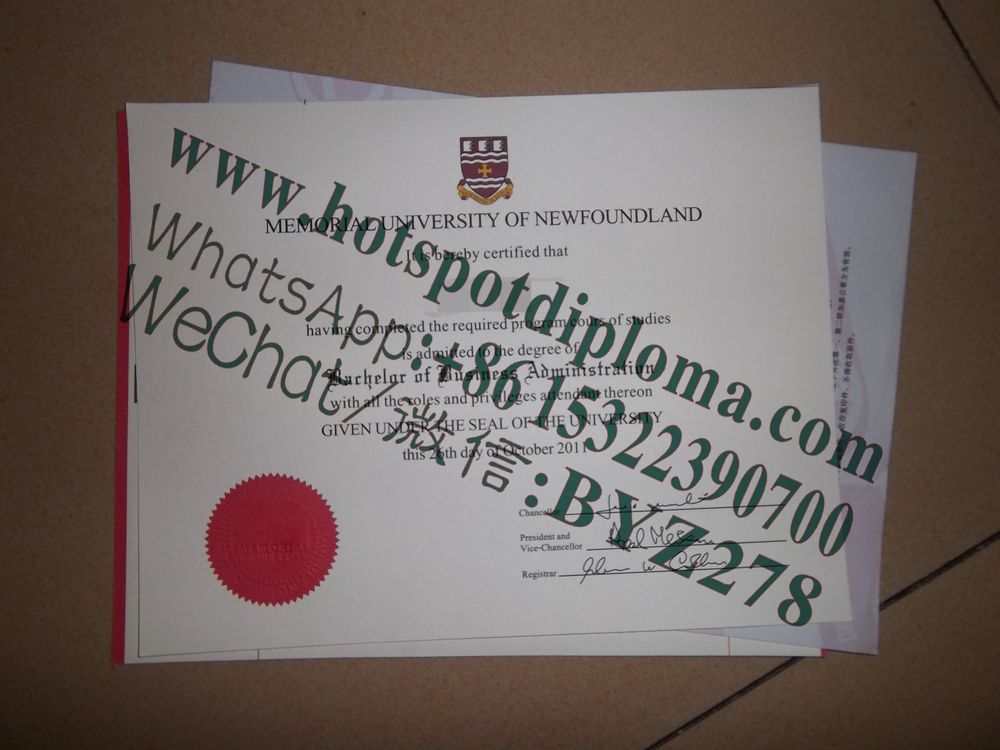 MEMORIAL UNIVERSITY OF NEWFOUNDLAND
It is hereby certified that
having completed the required program cours of studies
is admitted to the degree of
Bachelor of Business Administration
with all the roles and privileges attendant thereon
GIVEN UNDER THE SEAL OF THE UNIVERSITY
this 26th day of October 2011
Chancellor
President and
Vice-Chancellor
Registrar
MEMORIAL
www.hotspotdiploma.com
WhatsApp:+86 15322390700
WeChat/微信:BYZ278